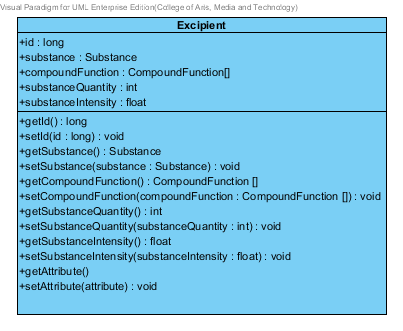 Visual Paradigm for UML Enterprise Edition(College of Arts, Media and Technology)
Excipient
+id : long
+substance : Substance
+compoundFunction : CompoundFunction[]
+substanceQuantity : int
+substanceIntensity : float
+getId() : long
+setId(id : long) : void
+getSubstance() : Substance
+setSubstance(substance : Substance) : void
+getCompoundFunction() : CompoundFunction []
+setCompoundFunction(compoundFunction : CompoundFunction []) : void
+getSubstanceQuantity() : int
+setSubstanceQuantity(substanceQuantity : int) : void
+getSubstanceIntensity() : float
+setSubstanceIntensity(substanceIntensity : float) : void
+getAttribute()
+setAttribute(attribute) : void